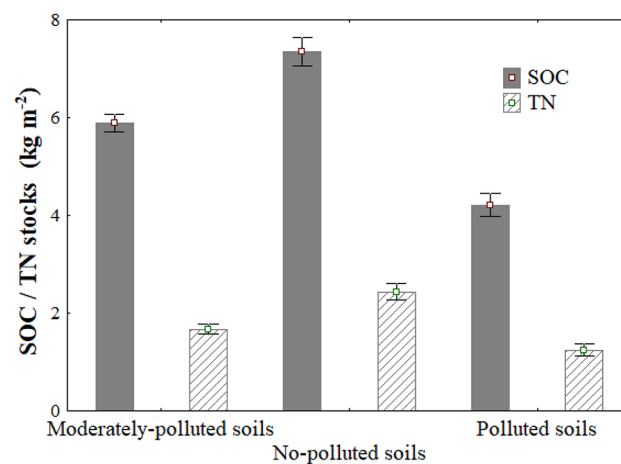 8
6
4
2
0
SOC / TN stocks (kg m⁻²)
SOC
TN
Moderately-polluted soils
No-polluted soils
Polluted soils